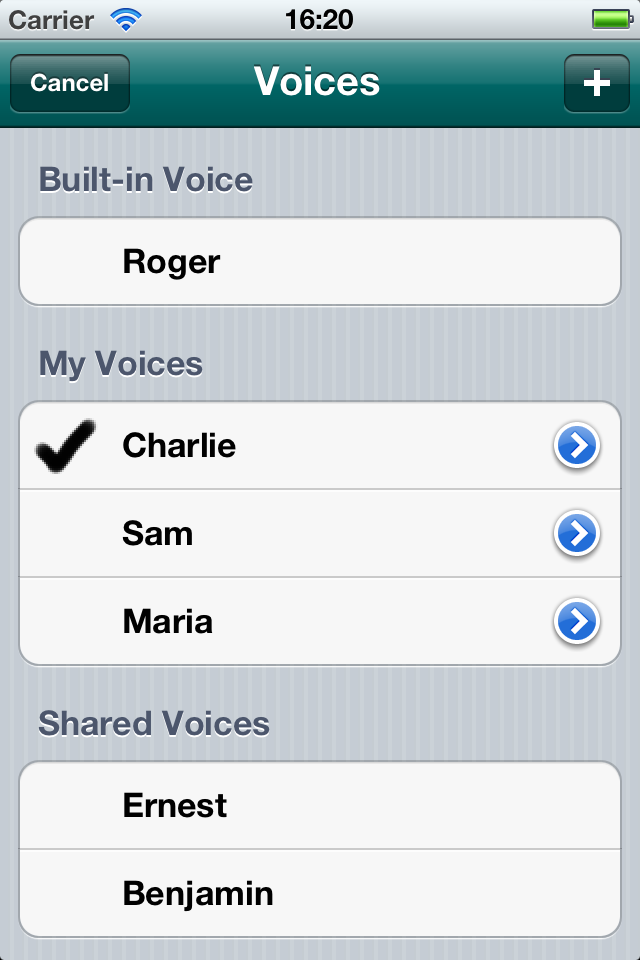 Carrier 16:20
Cancel Voices +
Built-in Voice
Roger
My Voices
Charlie
Sam
Maria
Shared Voices
Ernest
Benjamin